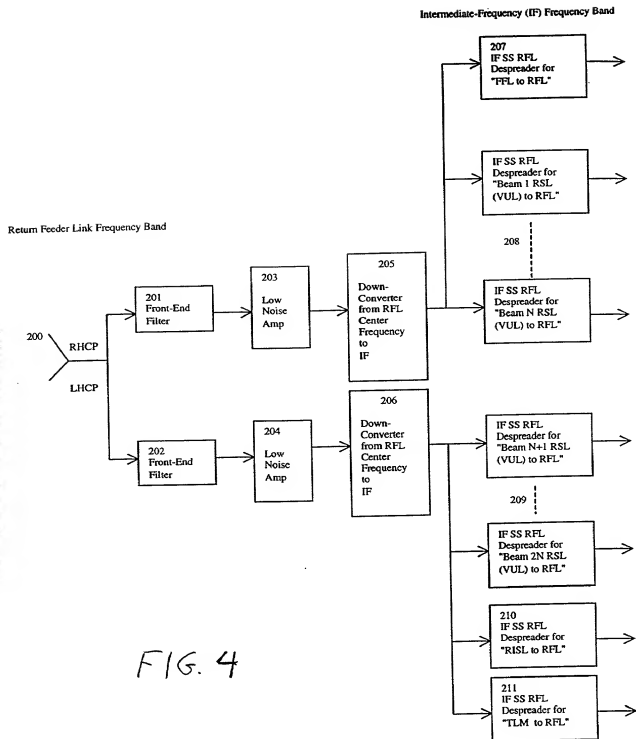 Intermediate-Frequency (IF) Frequency Band
207
IF SS RFL
Despreader for
"FFL to RFL"
IF SS RFL
Despreader for
"Beam 1 RSL
(VUL) to RFL"
Return Feeder Link Frequency Band
208
201
Front-End
Filter
203
Low
Noise
Amp
205
Down-
Converter
from RFL
Center
Frequency
to
IF
IF SS RFL
Despreader for
"Beam N RSL
(VUL) to RFL"
200
RHCP
LHCP
202
Front-End
Filter
204
Low
Noise
Amp
206
Down-
Converter
from RFL
Center
Frequency
to
IF
IF SS RFL
Despreader for
"Beam N+1 RSL
(VUL) to RFL"
209
IF SS RFL
Despreader for
"Beam 2N RSL
(VUL) to RFL"
210
IF SS RFL
Despreader for
"RISL to RFL"
211
IF SS RFL
Despreader for
"TLM to RFL"
FIG. 4